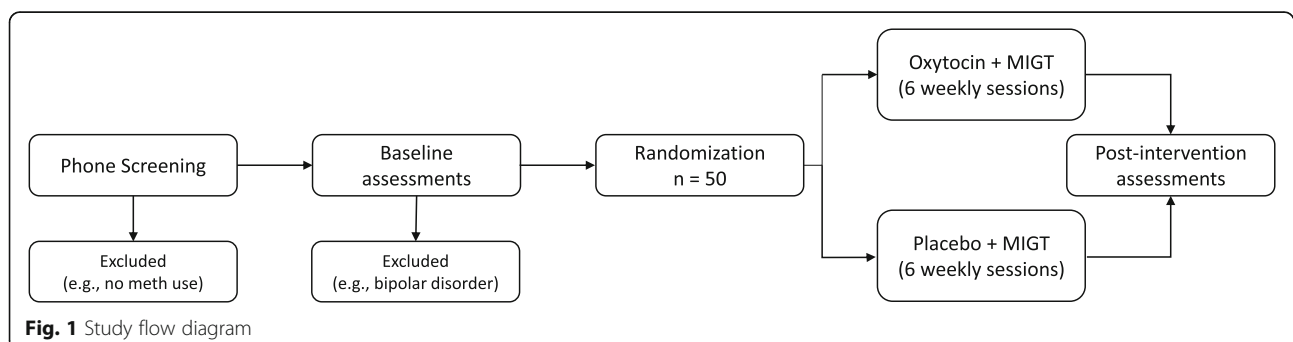 Phone Screening
Excluded
(e.g., no meth use)
Baseline
assessments
Excluded
(e.g., bipolar disorder)
Randomization
n = 50
Oxytocin + MIGT
(6 weekly sessions)
Placebo + MIGT
(6 weekly sessions)
Post-intervention
assessments
Fig. 1 Study flow diagram